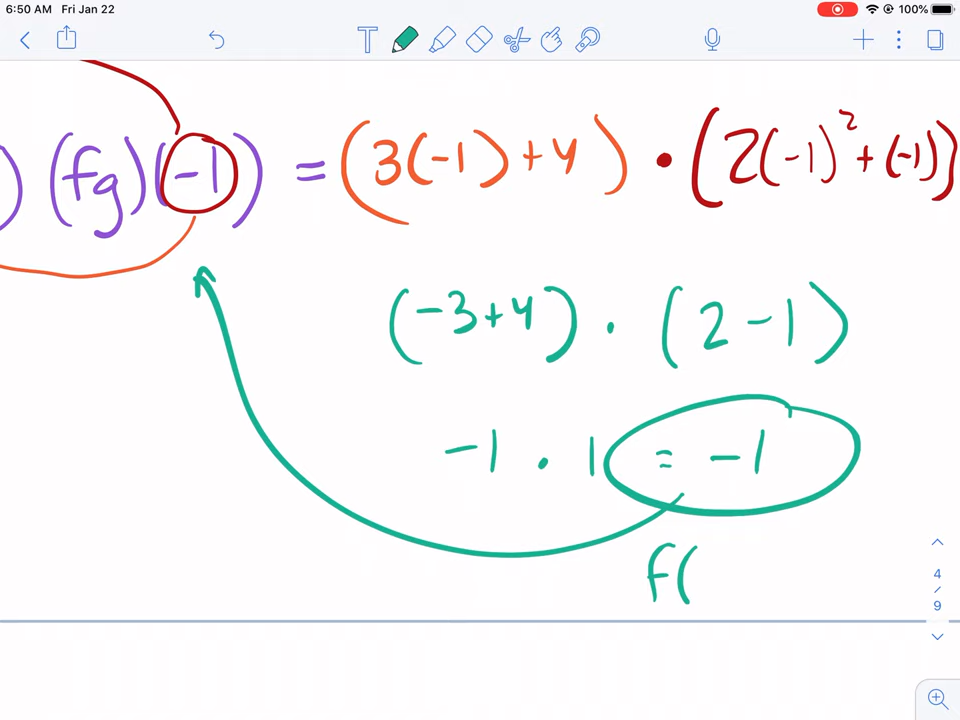 6:50 AM Fri Jan 22 100%
T
) (fg)(-1) = (3(-1)+4) • (2(-1)²+(-1))
(-3+4) · (2-1)
-1 · 1 = -1
f(
4
/
9